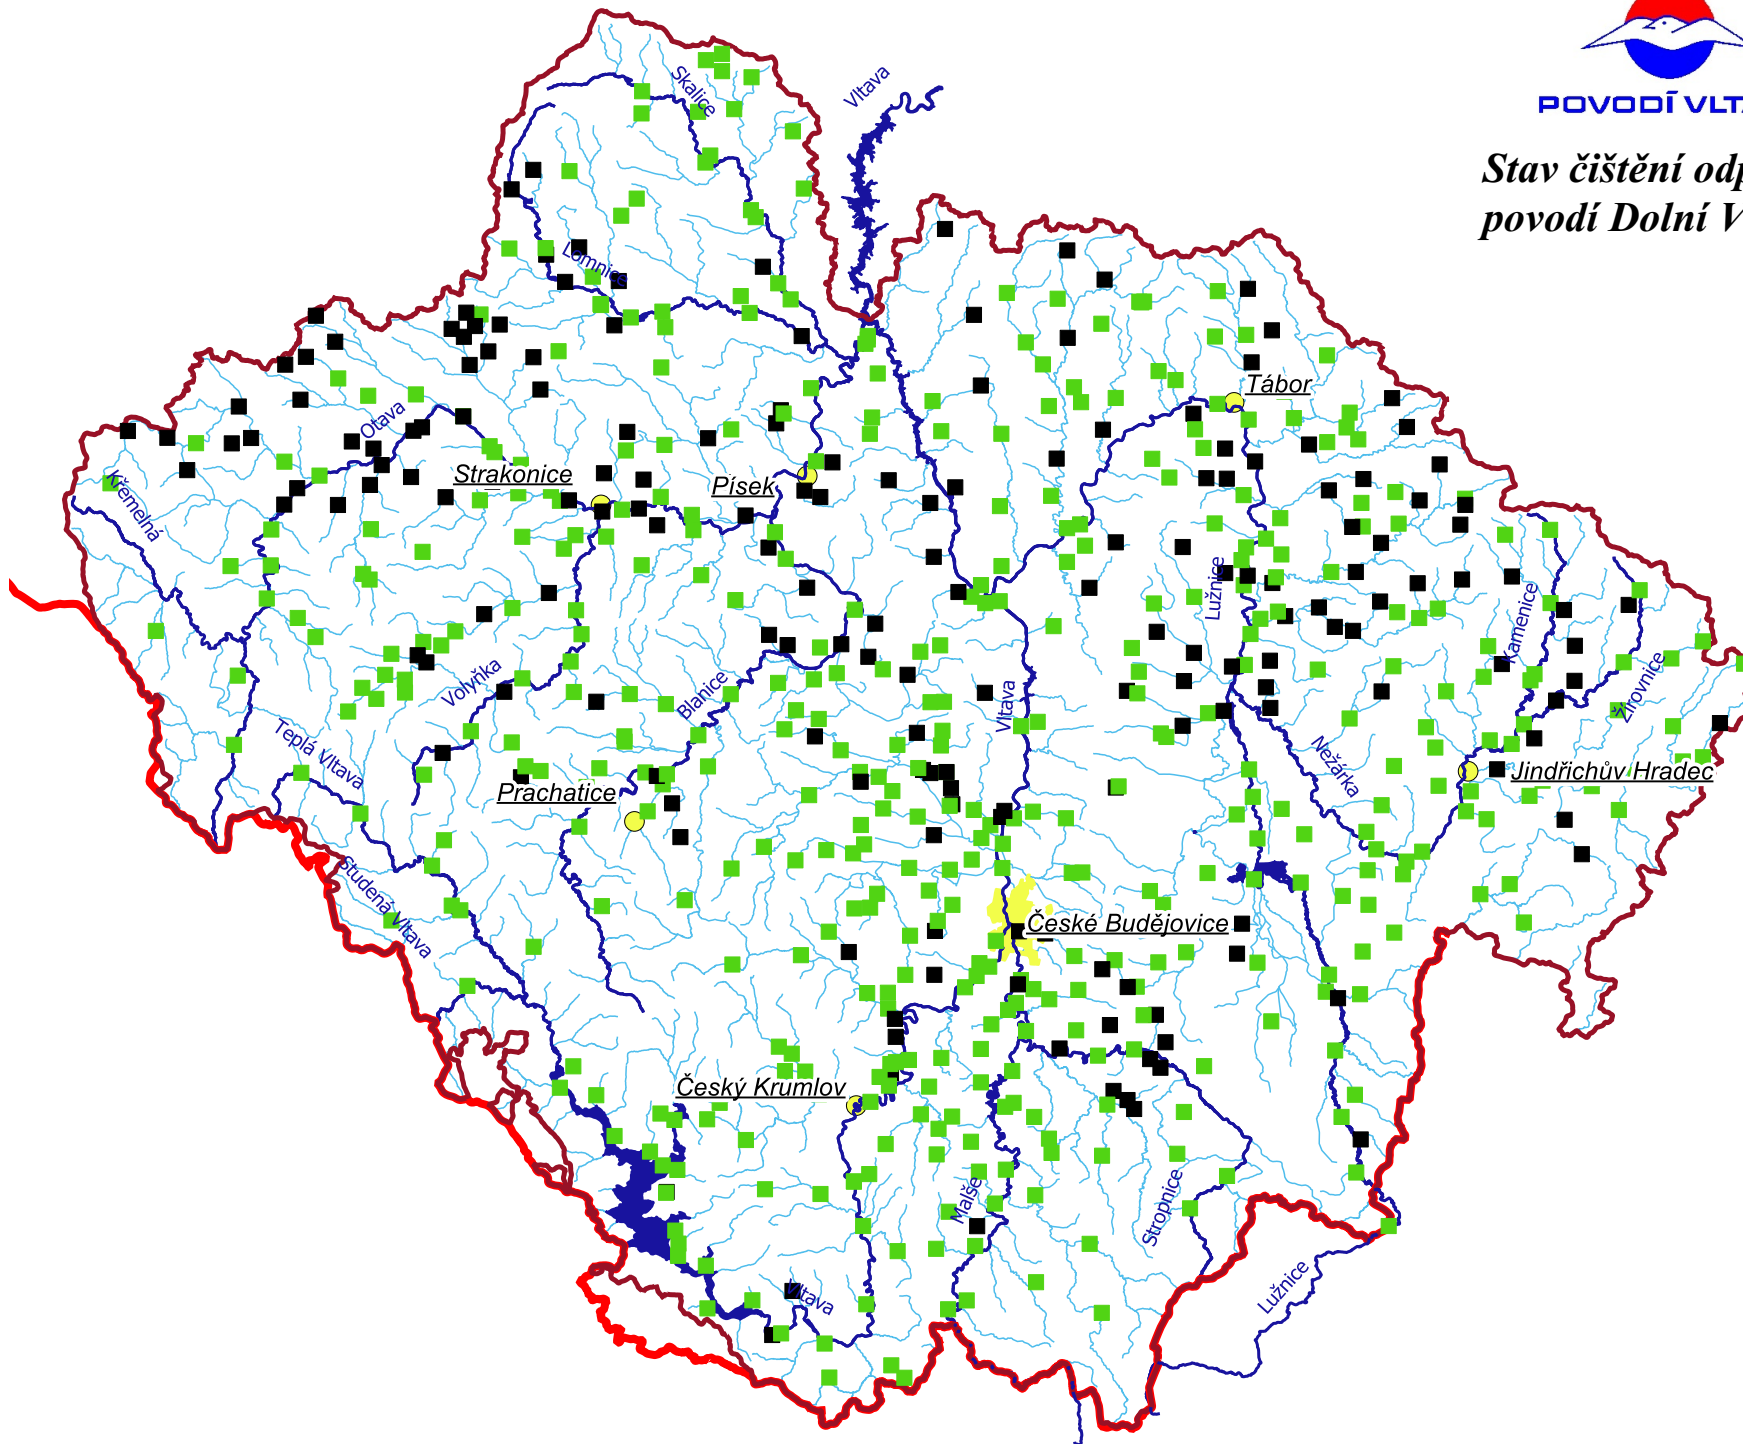 POVODÍ VLT
Stav čištění odp
povodí Dolní V
Skalice
Vltava
Lomnice
Tábor
Otava
Strakonice
Písek
Křemelná
Lužnice
Kamenice
Volyňka
Blanice
Vltava
Žirovnice
Teplá Vltava
Nežárka
Jindřichův Hradec
Prachatice
Studená Vltava
České Budějovice
Český Krumlov
Malše
Stropnice
Vltava
Lužnice